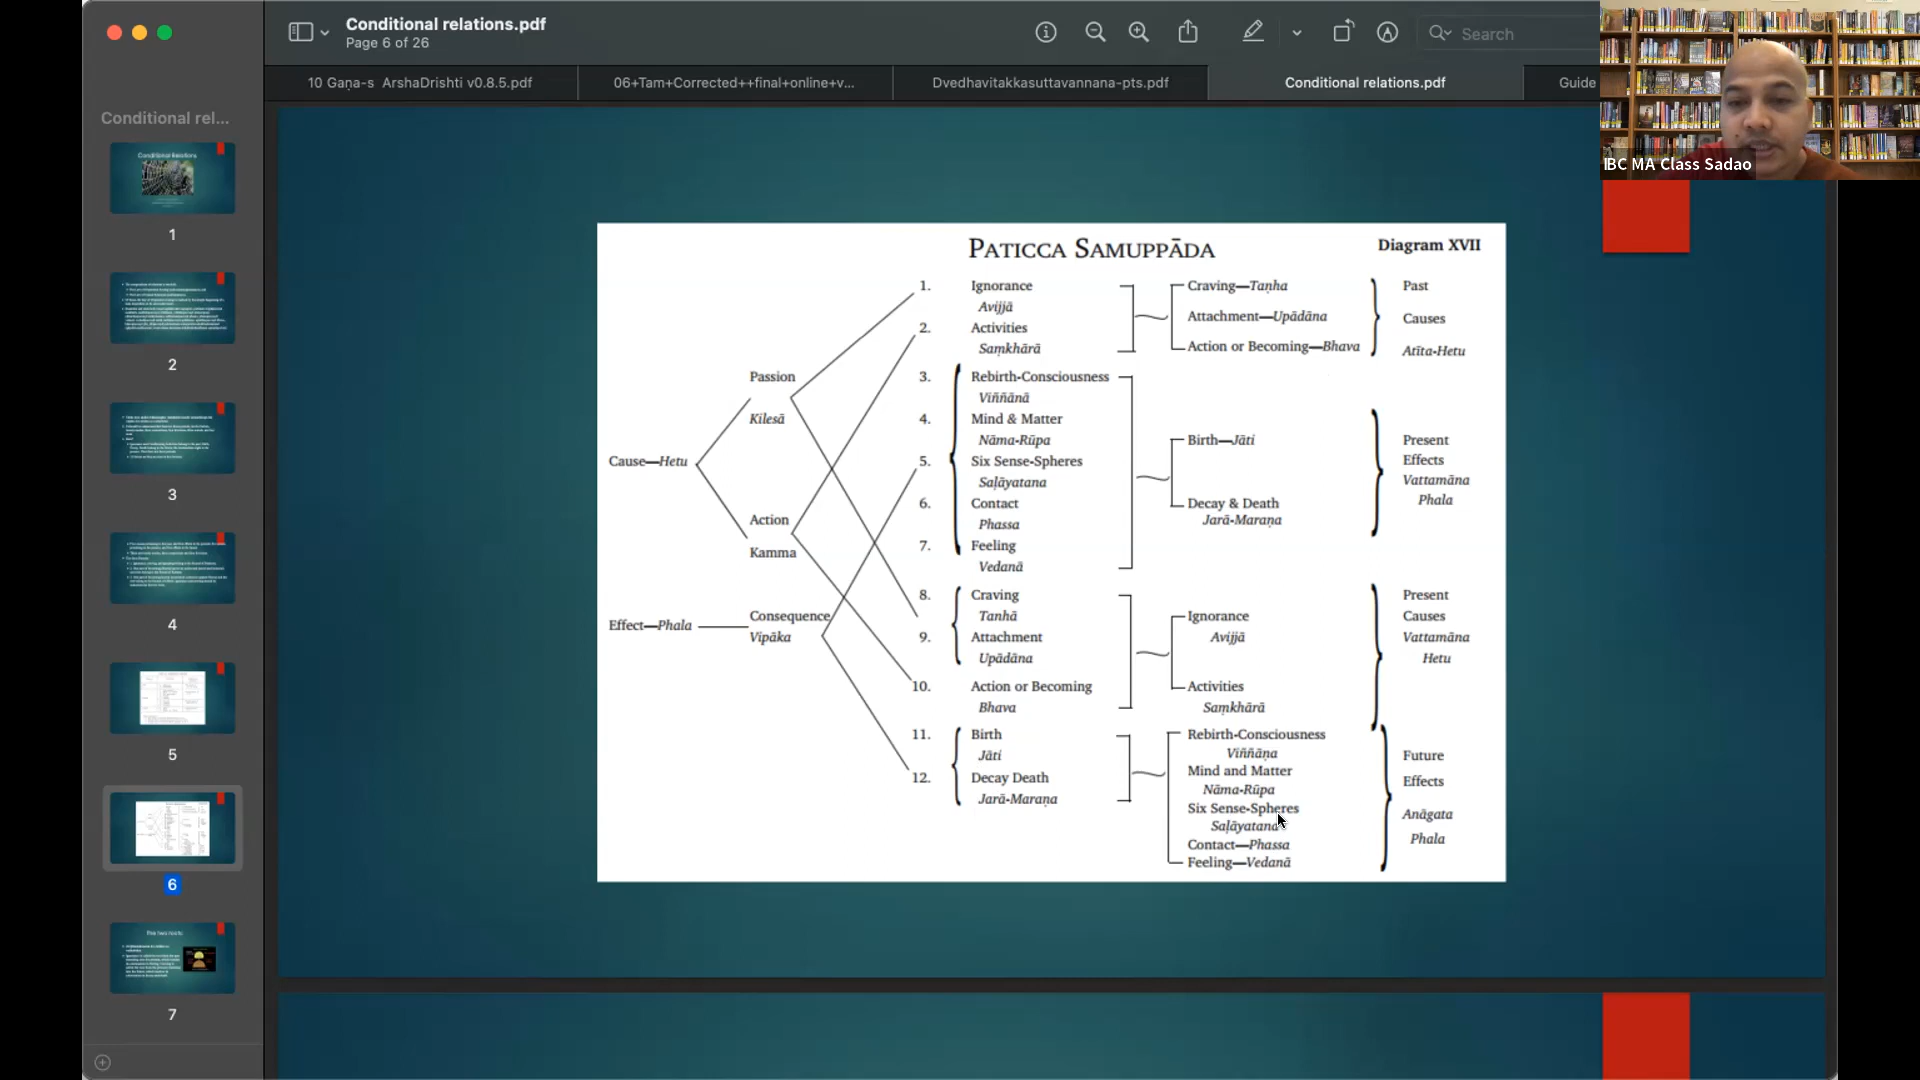 Conditional relations.pdf
Page 6 of 26
Search
10 Gaṇa-s ArshaDrishti v0.8.5.pdf
06+Tam+Corrected++final+online+v...
Dvedhavitakkasuttavannana-pts.pdf
Conditional relations.pdf
Guide
IBC MA Class Sadao
Conditional rel...
Conditional Relations
1
2
3
4
5
6
7
PATICCA SAMUPPĀDA
Diagram XVII
Cause—Hetu
Passion
Kilesā
Action
Kamma
Effect—Phala
Consequence
Vipāka
1. Ignorance
Avijjā
2. Activities
Saṃkhārā
3. Rebirth-Consciousness
Viññānā
4. Mind & Matter
Nāma-Rūpa
5. Six Sense-Spheres
Saḷāyatana
6. Contact
Phassa
7. Feeling
Vedanā
8. Craving
Tanhā
9. Attachment
Upādāna
10. Action or Becoming
Bhava
11. Birth
Jāti
12. Decay Death
Jarā-Maraṇa
Craving—Taṇha
Attachment—Upādāna
Action or Becoming—Bhava
Birth—Jāti
Decay & Death
Jarā-Maraṇa
Ignorance
Avijjā
Activities
Saṃkhārā
Rebirth-Consciousness
Viññāṇa
Mind and Matter
Nāma-Rūpa
Six Sense-Spheres
Saḷāyatana
Contact—Phassa
Feeling—Vedanā
Past
Causes
Atīta-Hetu
Present
Effects
Vattamāna
Phala
Present
Causes
Vattamāna
Hetu
Future
Effects
Anāgata
Phala